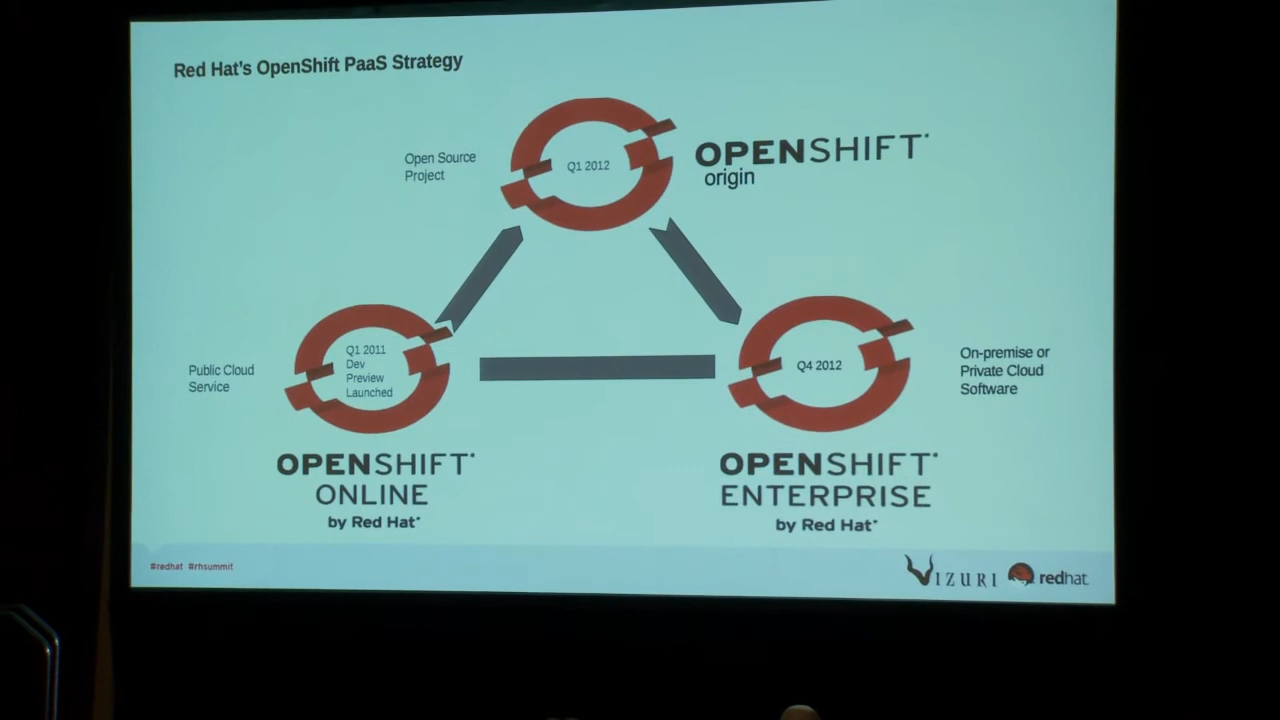 Red Hat's OpenShift PaaS Strategy
Open Source
Project
Q1 2012
OPENSHIFT
origin
Public Cloud
Service
Q1 2011
Dev
Preview
Launched
Q4 2012
On-premise or
Private Cloud
Software
OPENSHIFT
ONLINE
by Red Hat
OPENSHIFT
ENTERPRISE
by Red Hat
#redhat #rhsummit
VIZURI
redhat.